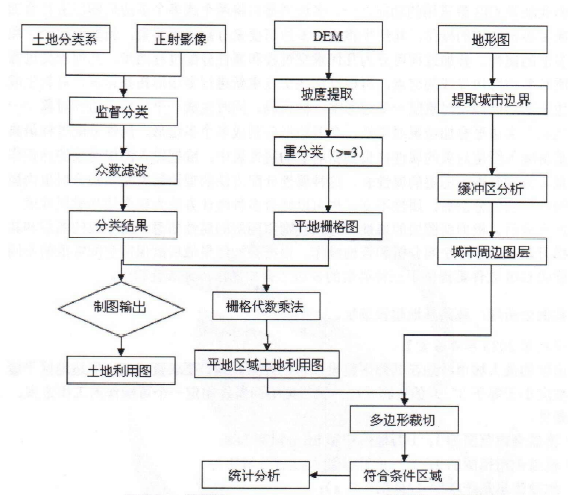 土地分类系
正射影像
DEM
地形图
监督分类
坡度提取
提取城市边界
众数滤波
重分类（>=3）
缓冲区分析
分类结果
平地栅格图
城市周边图层
制图输出
栅格代数乘法
土地利用图
平地区域土地利用图
多边形裁切
统计分析
符合条件区域